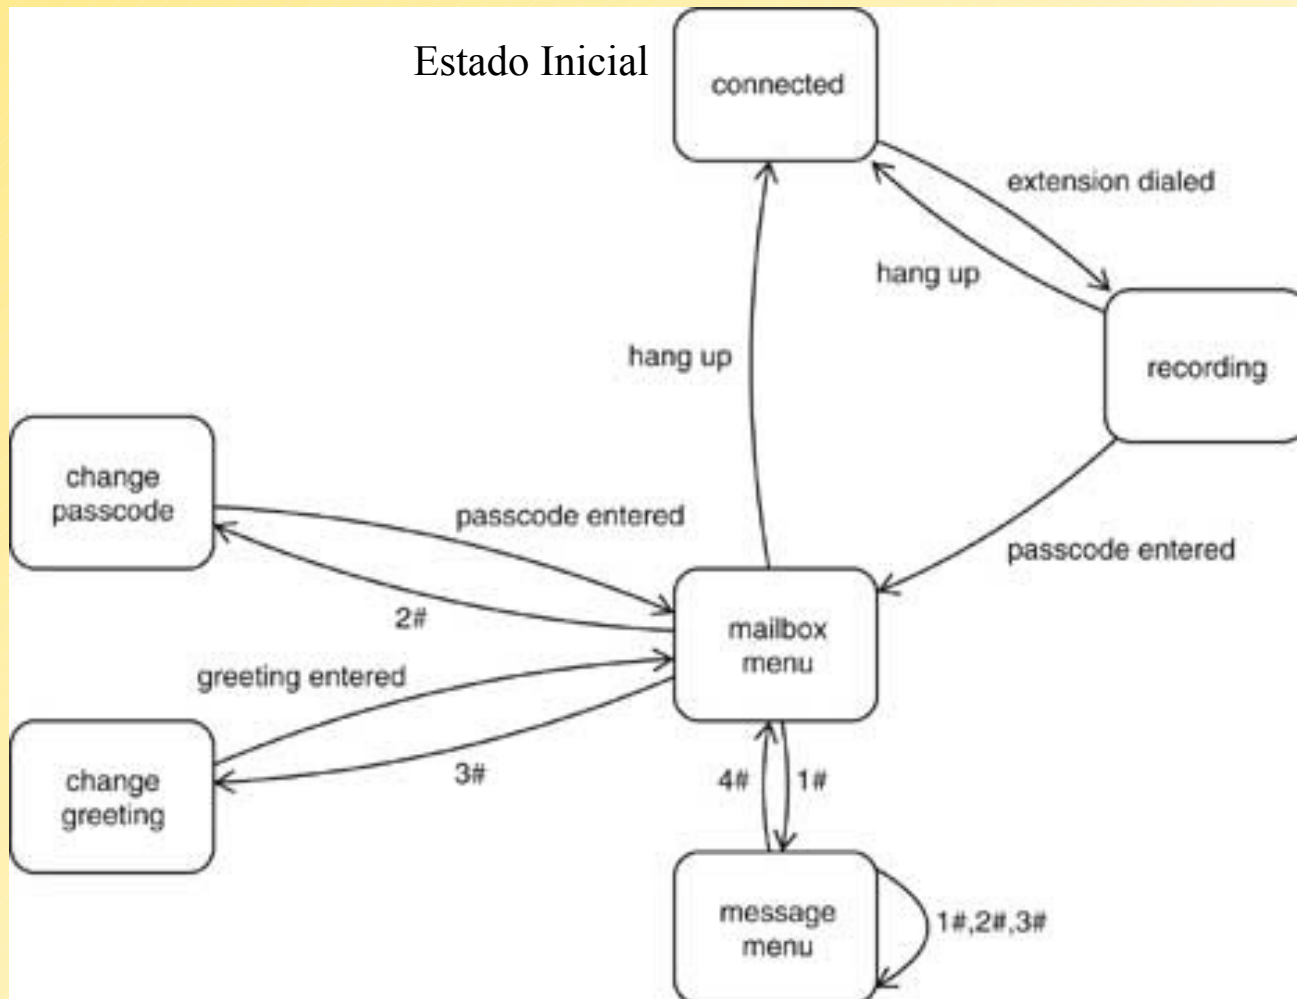 Estado Inicial
connected
extension dialed
hang up
hang up
recording
change
passcode
passcode entered
passcode entered
2#
mailbox
menu
greeting entered
change
greeting
3#
4#
1#
message
menu
1#,2#,3#